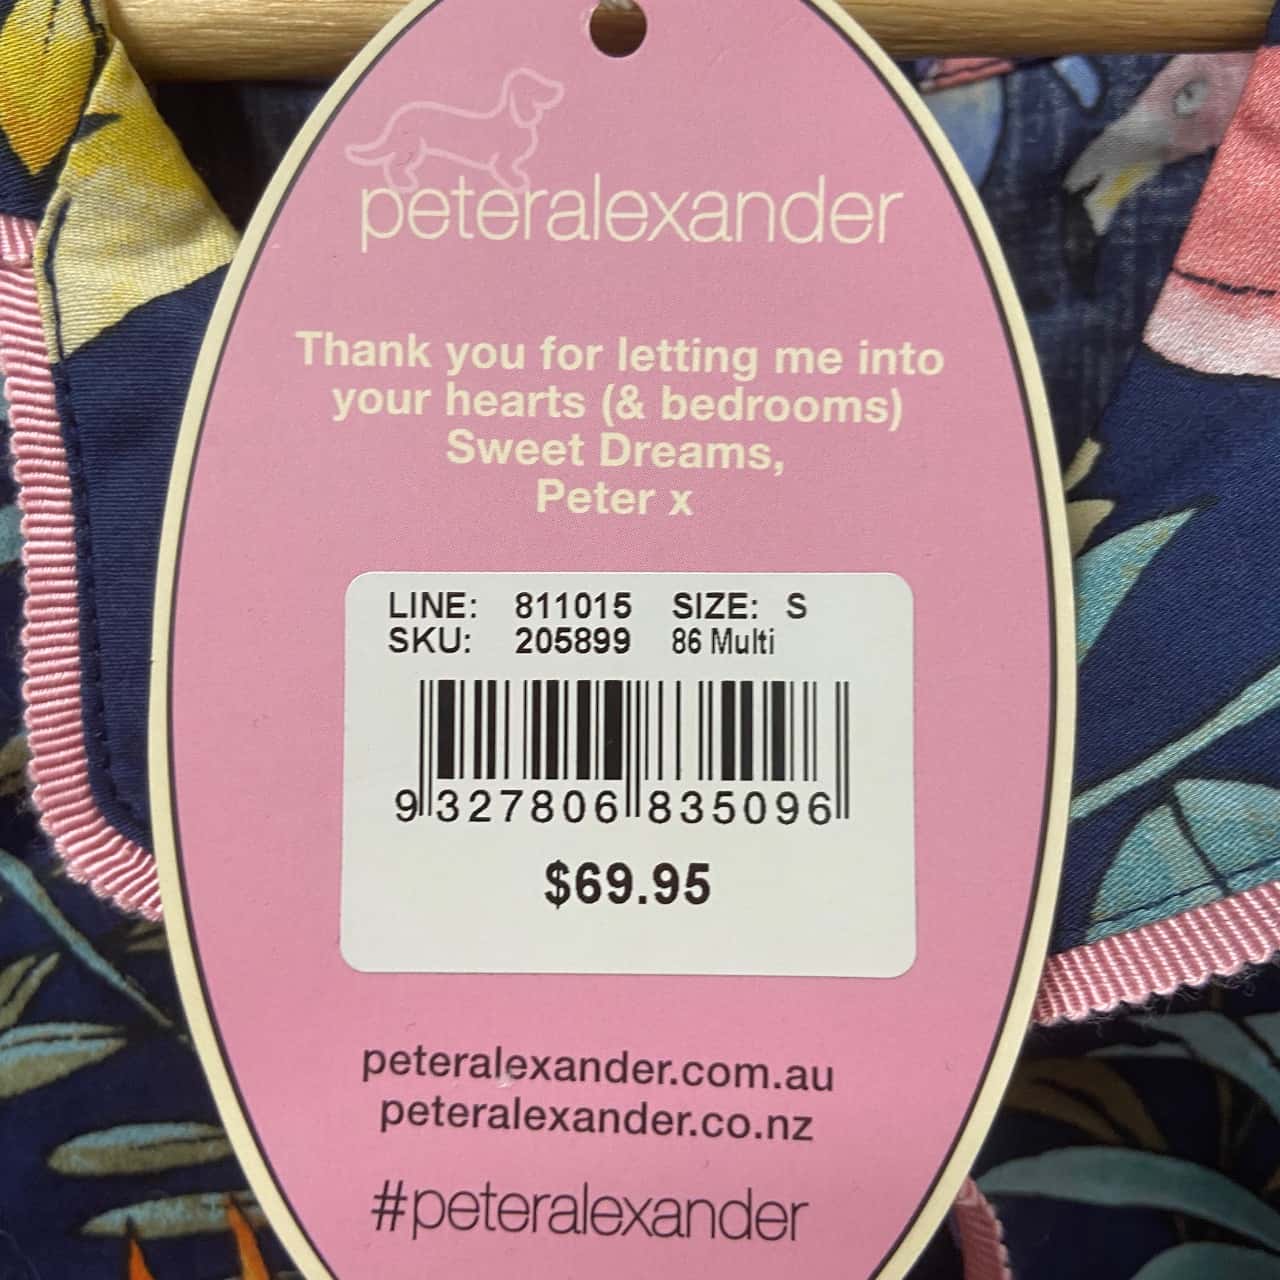 peteralexander
Thank you for letting me into
your hearts (& bedrooms)
Sweet Dreams,
Peter x
LINE: 811015 SIZE: S
SKU: 205899 86 Multi
9 327806 835096
$69.95
peteralexander.com.au
peteralexander.co.nz
#peteralexander